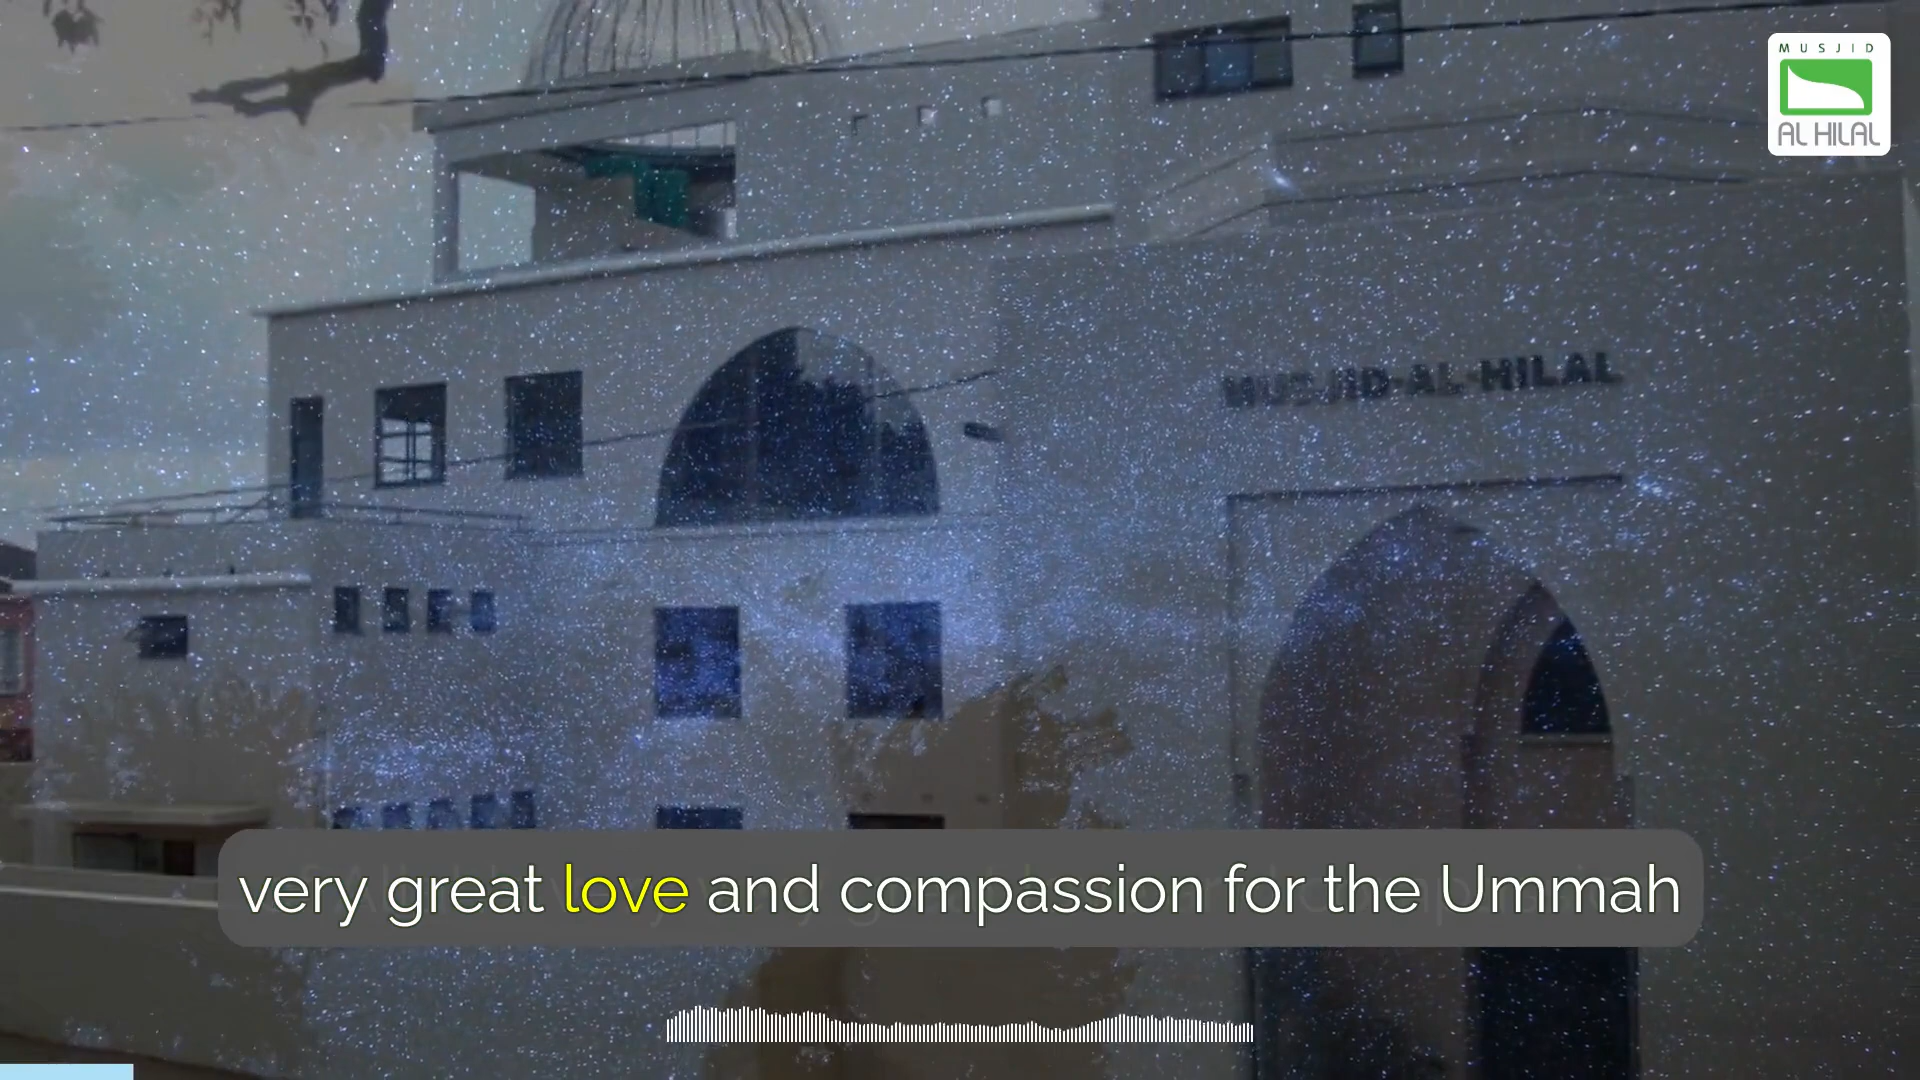 MUSJID
AL HILAL
MUSJID-AL-HILAL
very great love and compassion for the Ummah